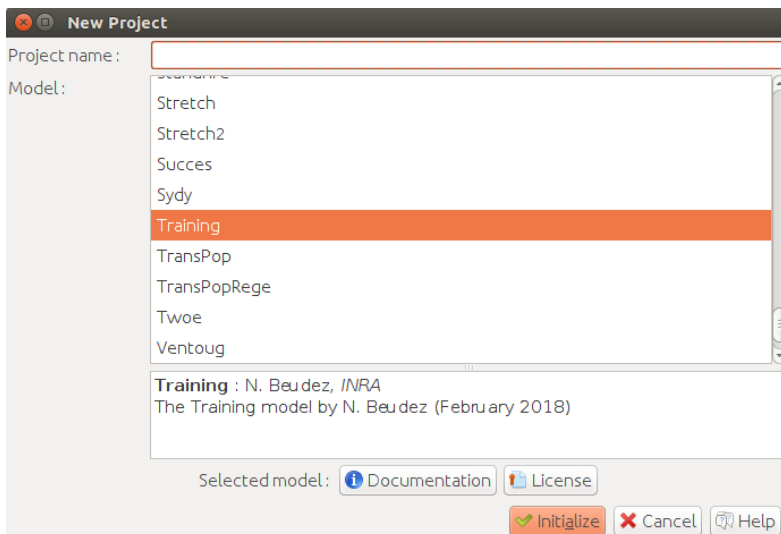 New Project
Project name :
Model :
Stretch
Stretch2
Succes
Sydy
Training
TransPop
TransPopRege
Twoe
Ventoug
Training : N. Beudez, INRA
The Training model by N. Beudez (February 2018)
Selected model : Documentation License
Initialize Cancel Help